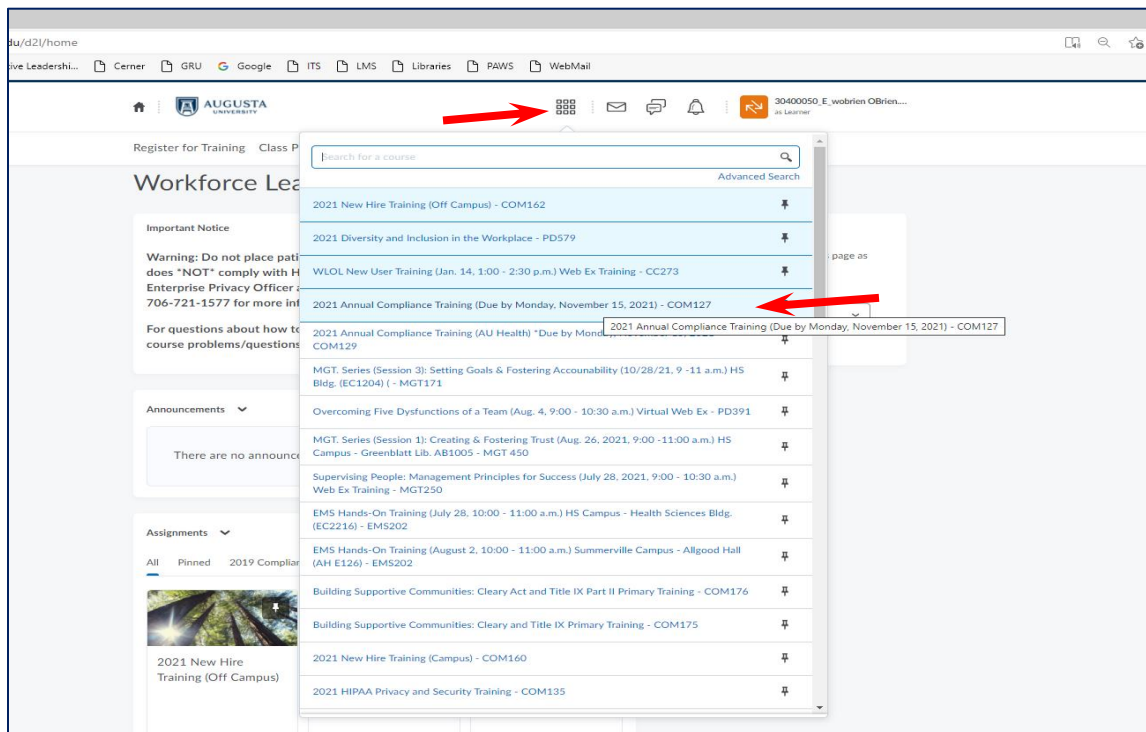 du/d2l/home
tive Leadershi... Cerner GRU Google ITS LMS Libraries PAWS WebMail
AUGUSTA
UNIVERSITY
30400050_E_wobrien OBrien....
as Learner
Register for Training Class P
Search for a course
Advanced Search
Workforce Lea
2021 New Hire Training (Off Campus) - COM162
Important Notice
2021 Diversity and Inclusion in the Workplace - PD579
Warning: Do not place pati
page as
does *NOT* comply with H
WLOL New User Training (Jan. 14, 1:00 - 2:30 p.m.) Web Ex Training - CC273
Enterprise Privacy Officer
706-721-1577 for more inf
2021 Annual Compliance Training (Due by Monday, November 15, 2021) - COM127
For questions about how to
course problems/questions
2021 Annual Compliance Training (Due by Monday, November 15, 2021) - COM127
2021 Annual Compliance Training (AU Health) *Due by Mond
COM129
MGT. Series (Session 3): Setting Goals & Fostering Accounability (10/28/21, 9 -11 a.m.) HS
Bldg. (EC1204) ( - MGT171
Announcements
Overcoming Five Dysfunctions of a Team (Aug. 4, 9:00 - 10:30 a.m.) Virtual Web Ex - PD391
There are no announce
MGT. Series (Session 1): Creating & Fostering Trust (Aug. 26, 2021, 9:00 -11:00 a.m.) HS
Campus - Greenblatt Lib. AB1005 - MGT 450
Supervising People: Management Principles for Success (July 28, 2021, 9:00 - 10:30 a.m.)
Web Ex Training - MGT250
EMS Hands-On Training (July 28, 10:00 - 11:00 a.m.) HS Campus - Health Sciences Bldg.
(EC2216) - EMS202
Assignments
EMS Hands-On Training (August 2, 10:00 - 11:00 a.m.) Summerville Campus - Allgood Hall
(AH E126) - EMS202
All Pinned 2019 Complian
Building Supportive Communities: Cleary Act and Title IX Part II Primary Training - COM176
Building Supportive Communities: Cleary and Title IX Primary Training - COM175
2021 New Hire
Training (Off Campus)
2021 New Hire Training (Campus) - COM160
2021 HIPAA Privacy and Security Training - COM135